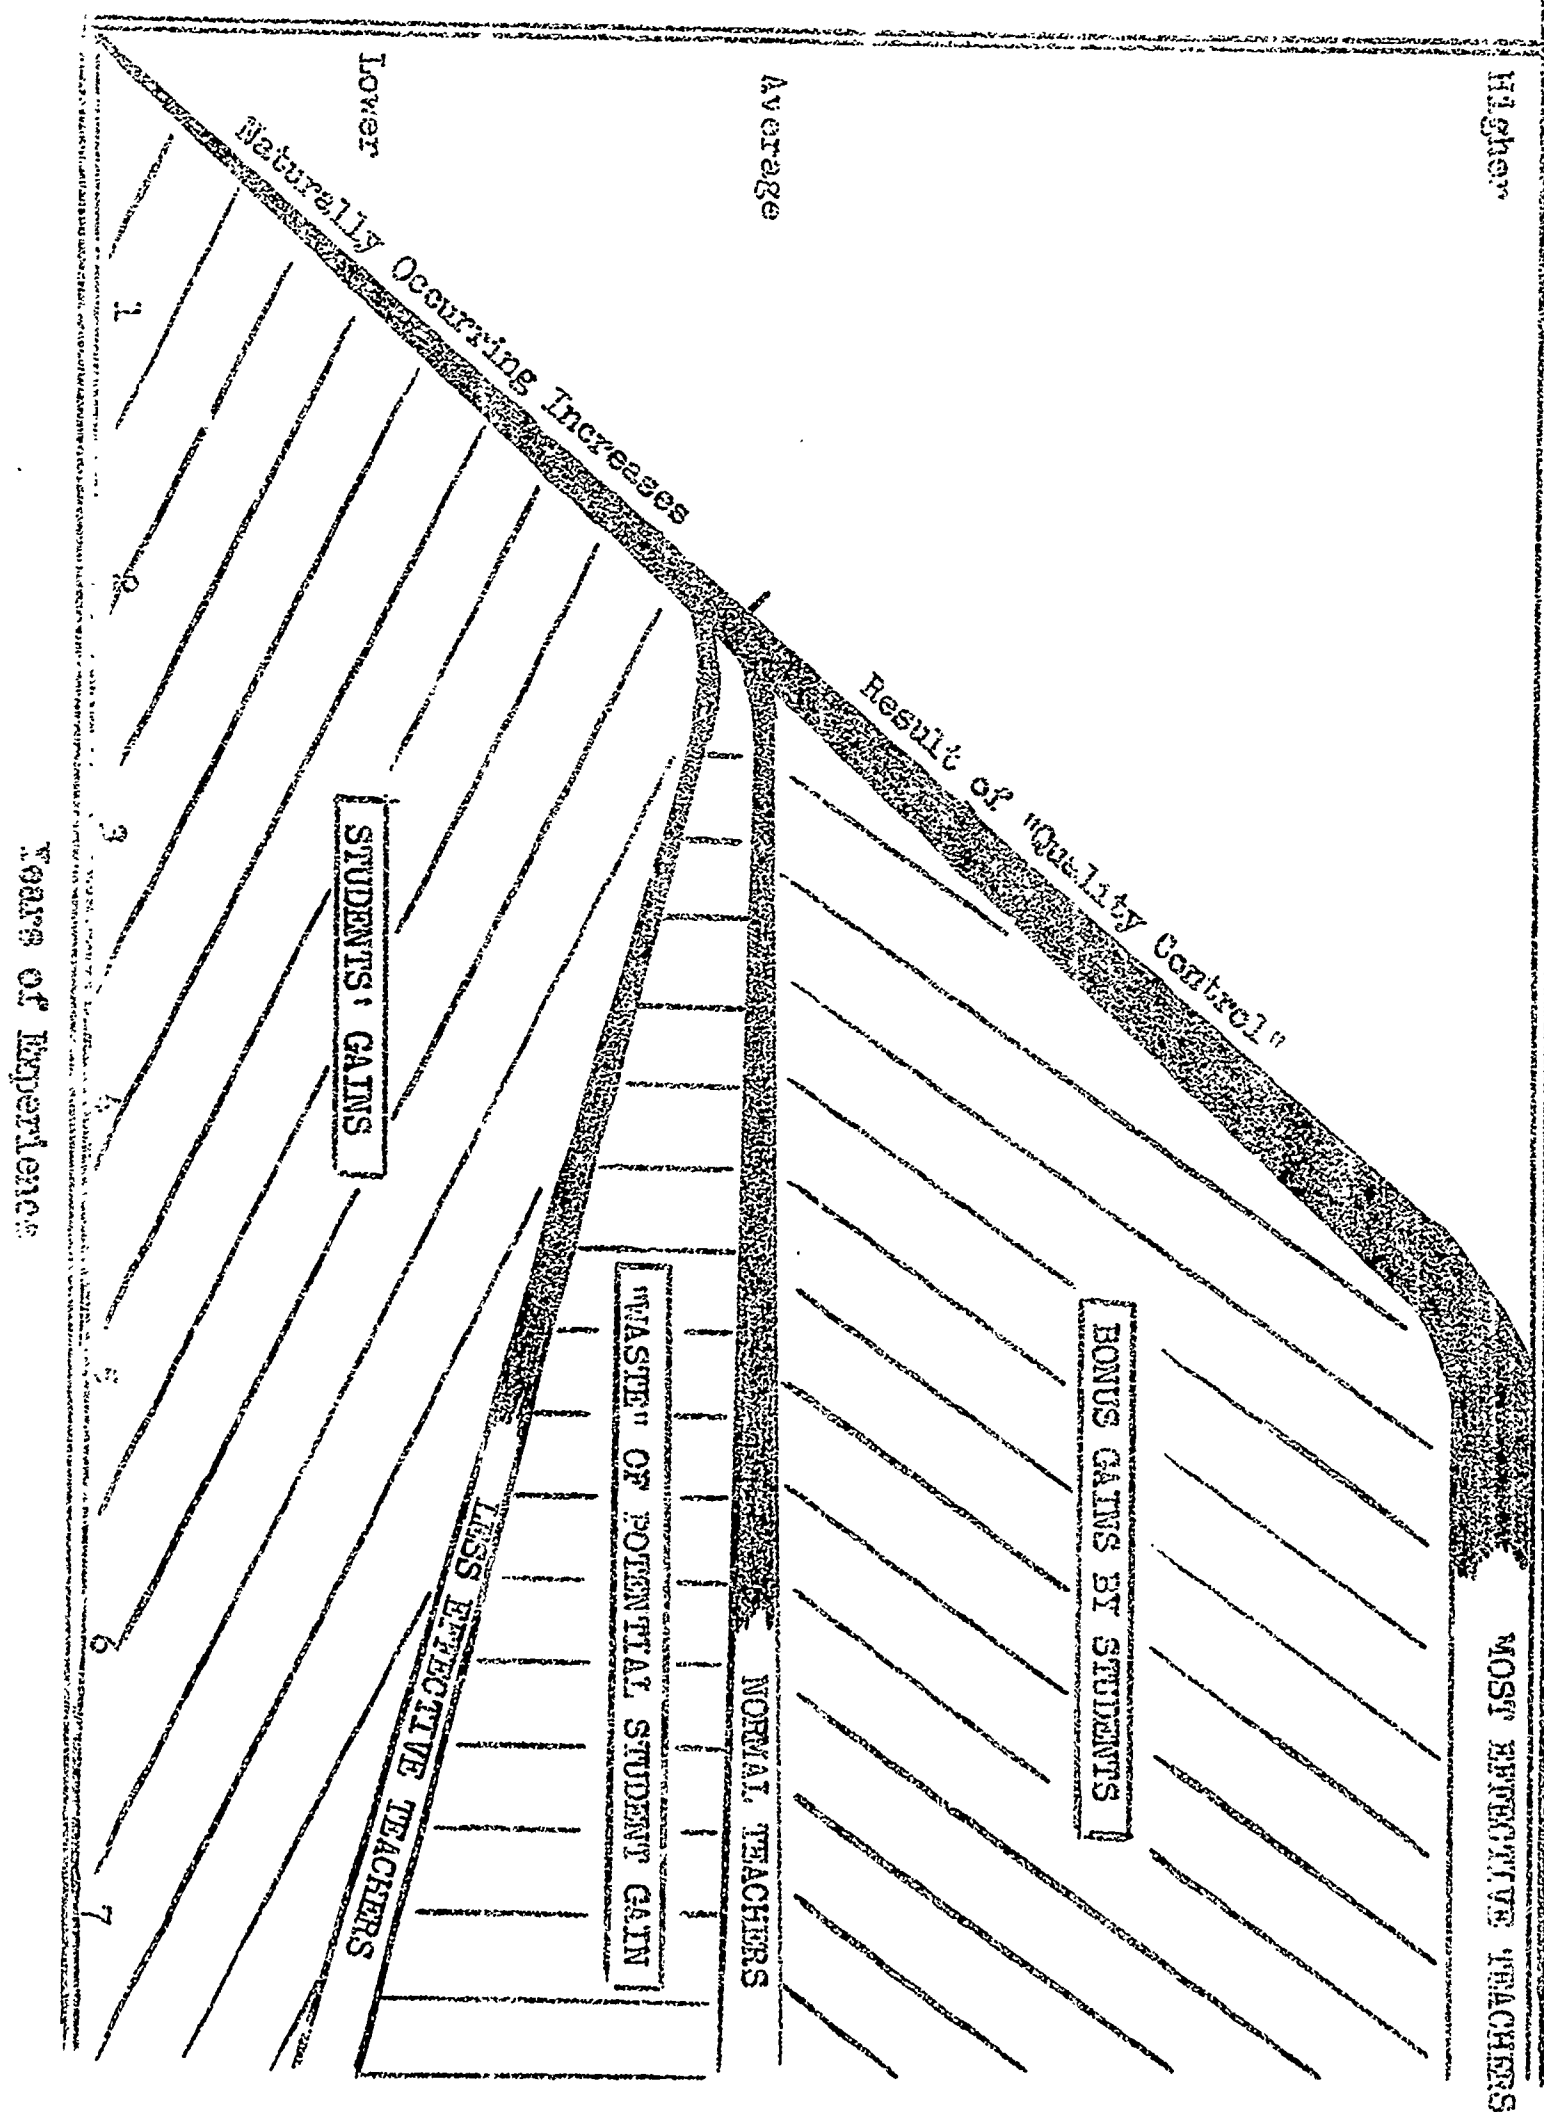 Higher
Average
Lower
Naturally Occurring Increases
Result of "Quality Control"
MOST EFFECTIVE TEACHERS
BONUS GAINS BY STUDENTS
NORMAL TEACHERS
"WASTE" OF POTENTIAL STUDENT GAIN
LESS EFFECTIVE TEACHERS
STUDENTS' GAINS
1 2 3 4 5 6 7
Years of Experience